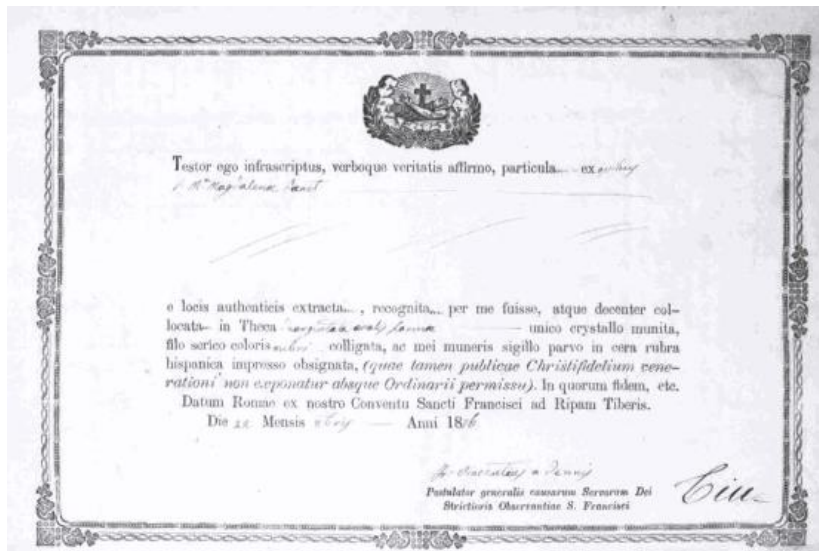 Testor ego infrascriptus, verboque veritatis affirmo, particula... ex
S. M. Magdalena
e locis authenticis extracta..., recognita... per me fuisse, atque decenter col-
locata... in Theca forma unico crystallo munita,
filo serico coloris rubri colligata, ac mei muneris sigillo parvo in cera rubra
hispanica impresso obsignata, (quae tamen publicae Christifidelium vene-
rationi non exponatur absque Ordinarii permissu). In quorum fidem, etc.
Datum Romae ex nostro Conventu Sancti Francisci ad Ripam Tiberis.
Die Mensis Anni 18
Postulator generalis causarum Servorum Dei
Strictioris Observantiae S. Francisci